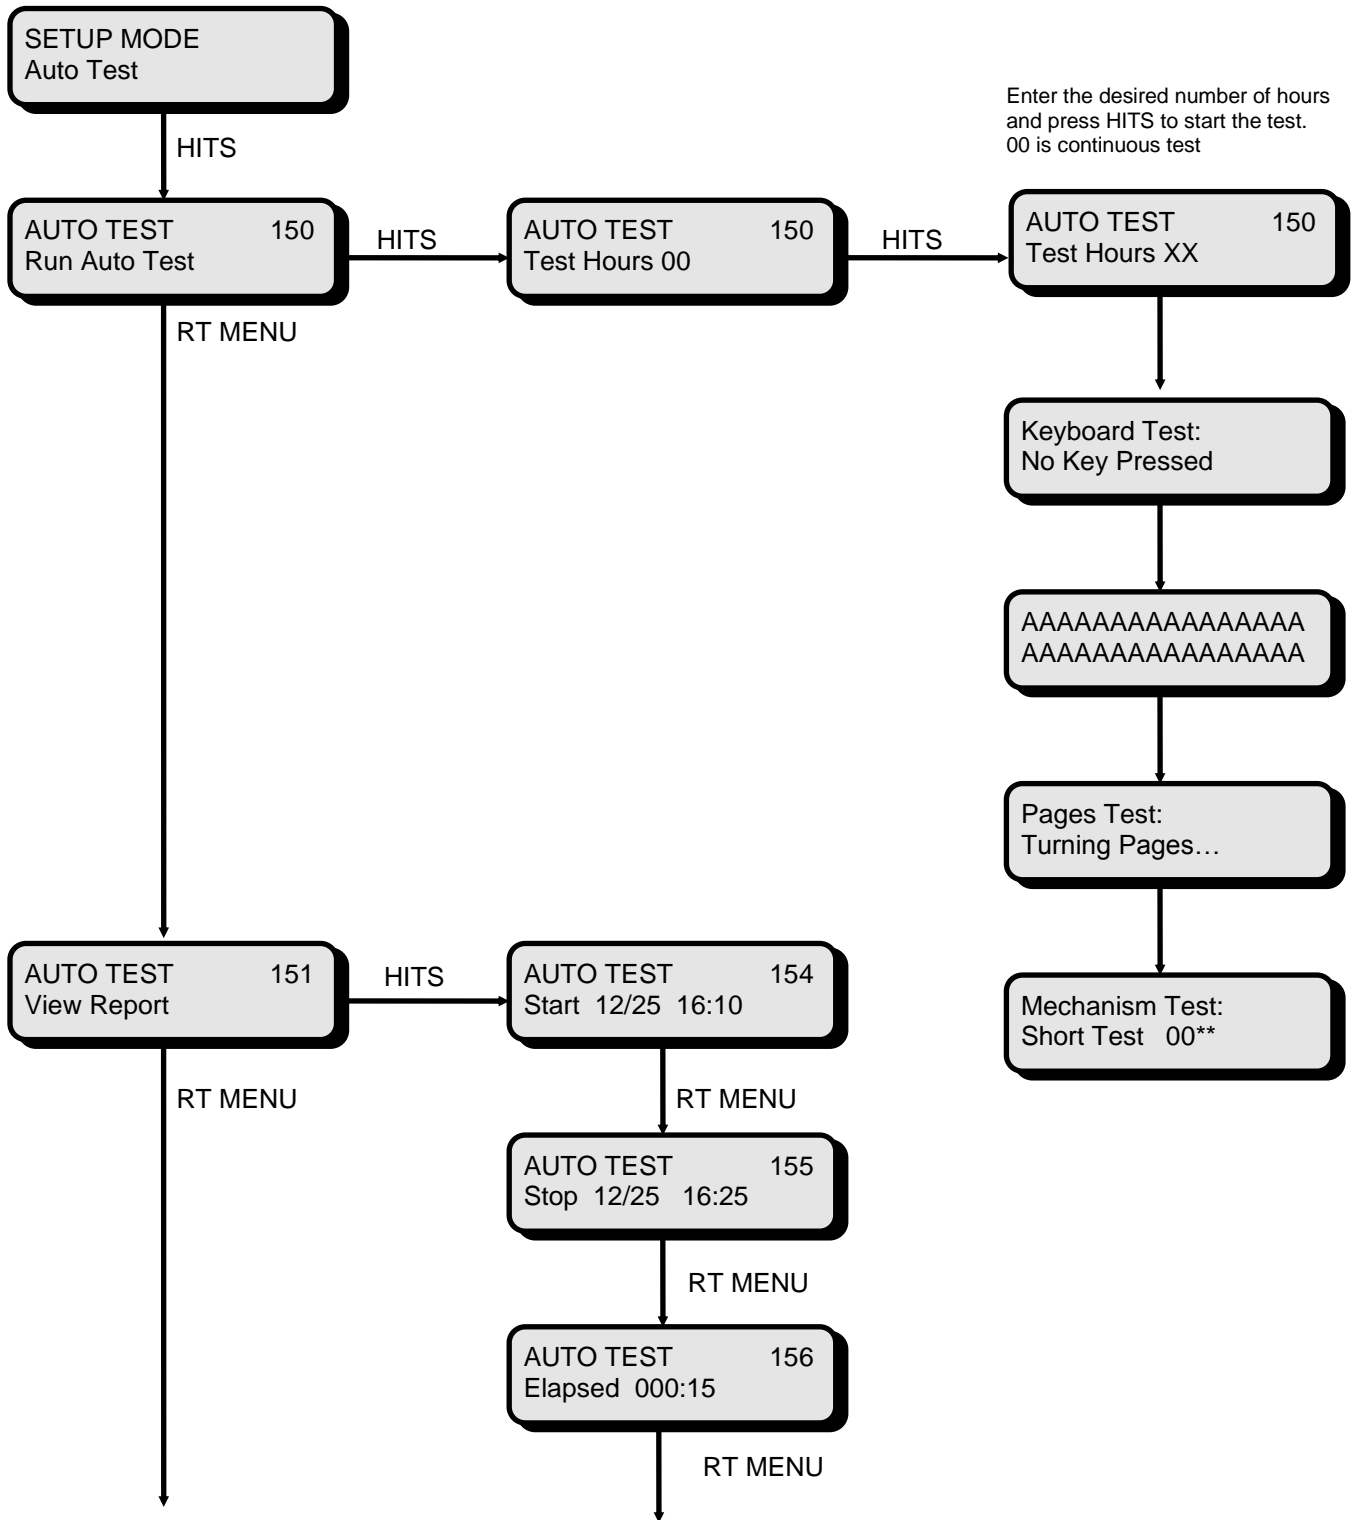 SETUP MODE
Auto Test
HITS
Enter the desired number of hours
and press HITS to start the test.
00 is continuous test
AUTO TEST 150
Run Auto Test
HITS
AUTO TEST 150
Test Hours 00
HITS
AUTO TEST 150
Test Hours XX
RT MENU
Keyboard Test:
No Key Pressed
AAAAAAAAAAAAAAAA
AAAAAAAAAAAAAAAA
Pages Test:
Turning Pages…
Mechanism Test:
Short Test 00**
AUTO TEST 151
View Report
HITS
AUTO TEST 154
Start 12/25 16:10
RT MENU
RT MENU
AUTO TEST 155
Stop 12/25 16:25
RT MENU
AUTO TEST 156
Elapsed 000:15
RT MENU